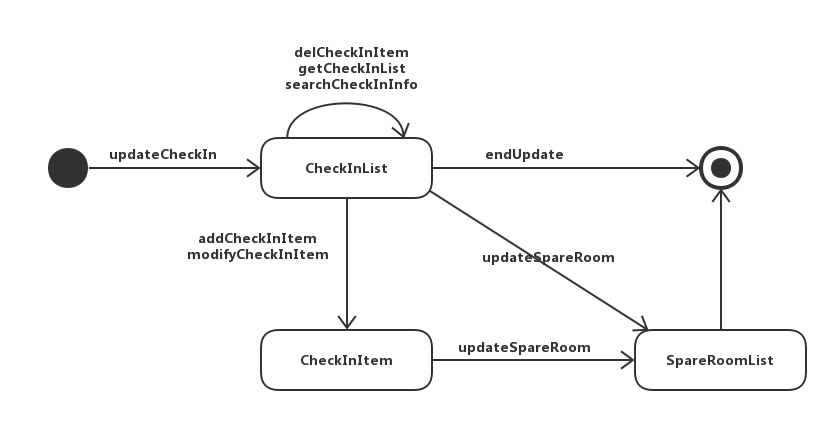 delCheckInItem
getCheckInList
searchCheckInInfo
updateCheckIn
endUpdate
CheckInList
addCheckInItem
modifyCheckInItem
updateSpareRoom
updateSpareRoom
CheckInItem
SpareRoomList